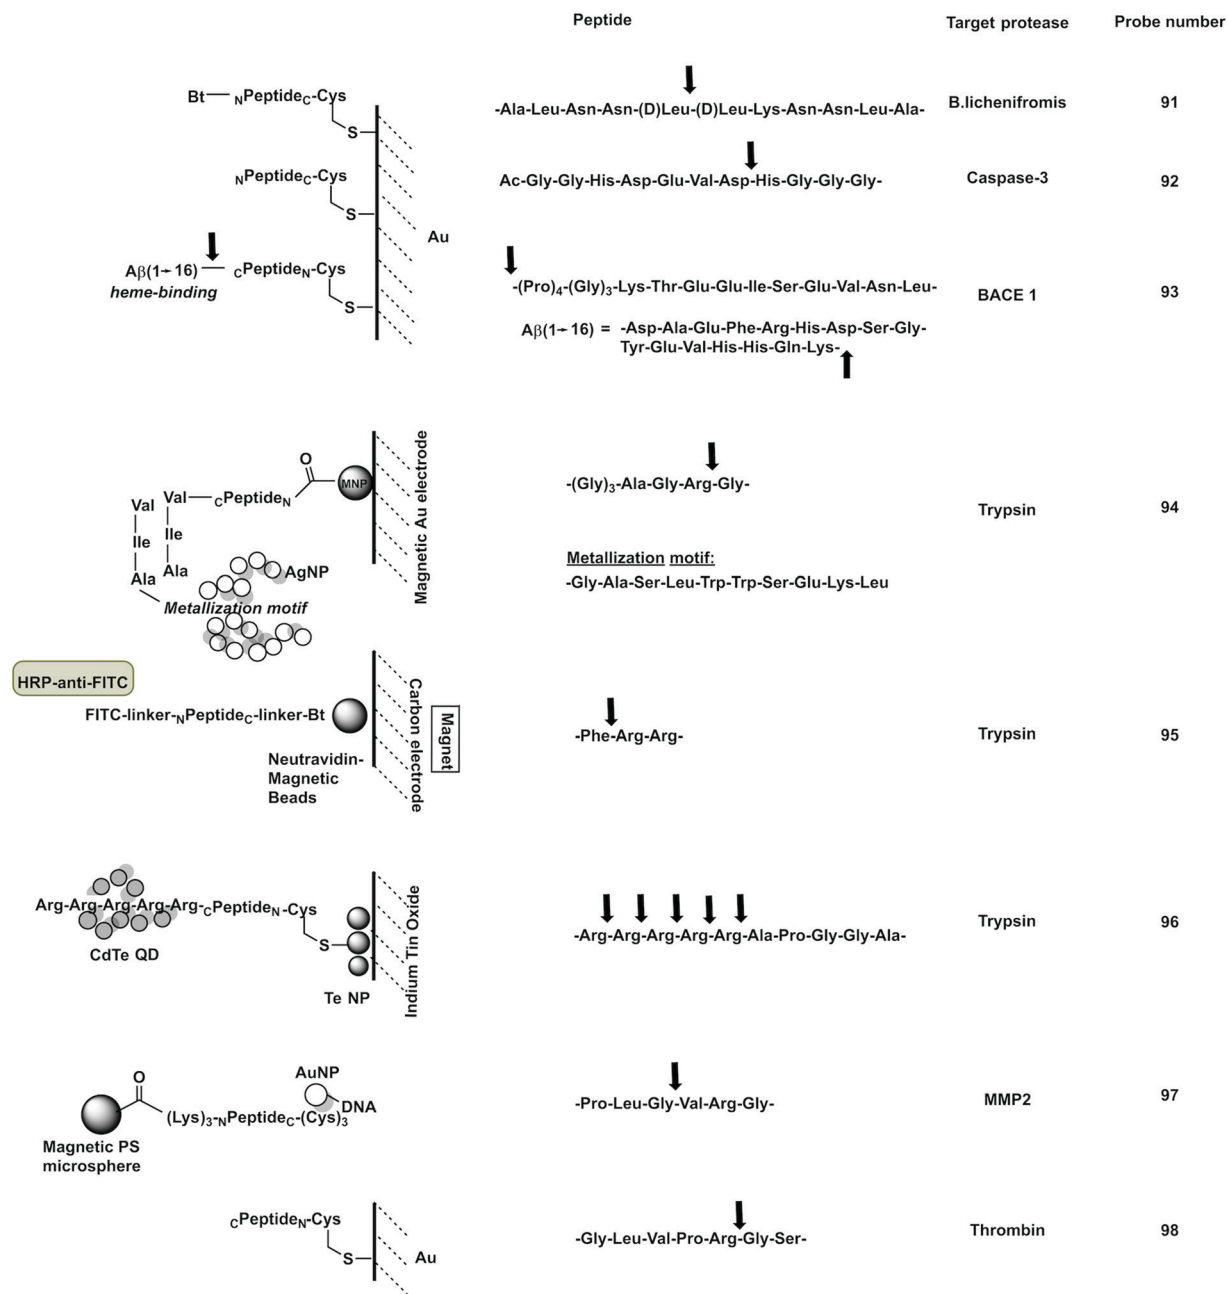 Peptide Target protease Probe number
Bt— NPeptideC-Cys
S
-Ala-Leu-Asn-Asn-(D)Leu-(D)Leu-Lys-Asn-Asn-Leu-Ala- B.lichenifromis 91
NPeptideC-Cys
S
Ac-Gly-Gly-His-Asp-Glu-Val-Asp-His-Gly-Gly-Gly- Caspase-3 92
Au
Aβ(1→16) — CPeptideN-Cys
heme-binding
S
-(Pro)4-(Gly)3-Lys-Thr-Glu-Glu-Ile-Ser-Glu-Val-Asn-Leu- BACE 1 93
Aβ(1→16) = -Asp-Ala-Glu-Phe-Arg-His-Asp-Ser-Gly-
Tyr-Glu-Val-His-His-Gln-Lys-
O
MNP
Val—CPeptideN
Val
Ile
Ile
Ala
Ala
AgNP
Metallization motif
Magnetic Au electrode
-(Gly)3-Ala-Gly-Arg-Gly- Trypsin 94
Metallization motif:
-Gly-Ala-Ser-Leu-Trp-Trp-Ser-Glu-Lys-Leu
HRP-anti-FITC
FITC-linker-NPeptideC-linker-Bt
Neutravidin-
Magnetic
Beads
Carbon electrode
Magnet
-Phe-Arg-Arg- Trypsin 95
Arg-Arg-Arg-Arg-Arg-CPeptideN-Cys
CdTe QD
S
Te NP
Indium Tin Oxide
-Arg-Arg-Arg-Arg-Arg-Ala-Pro-Gly-Gly-Ala- Trypsin 96
O
AuNP
DNA
(Lys)3-NPeptideC-(Cys)3
Magnetic PS
microsphere
-Pro-Leu-Gly-Val-Arg-Gly- MMP2 97
CPeptideN-Cys
S
Au
-Gly-Leu-Val-Pro-Arg-Gly-Ser- Thrombin 98